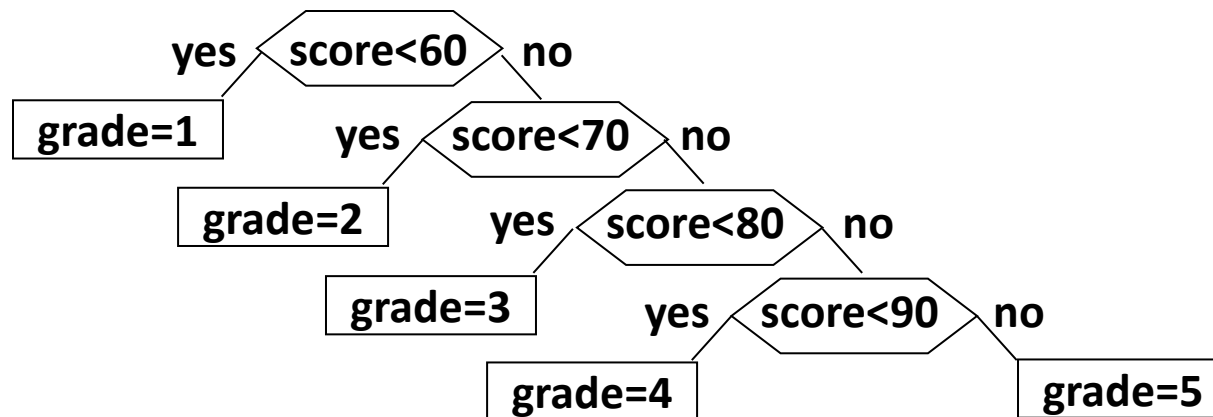 yes score<60 no
grade=1 yes score<70 no
grade=2 yes score<80 no
grade=3 yes score<90 no
grade=4 grade=5